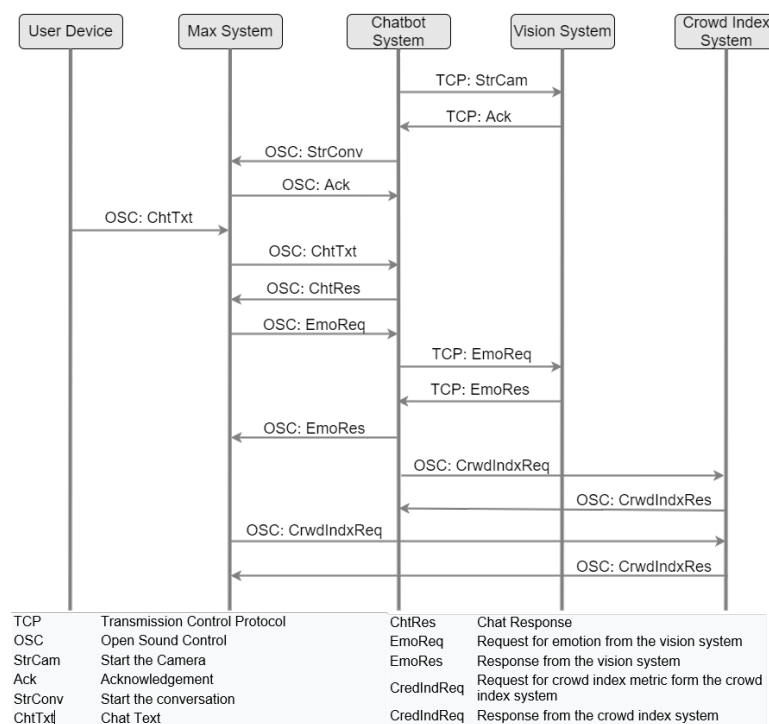 User Device
Max System
Chatbot
System
Vision System
Crowd Index
System
TCP: StrCam
TCP: Ack
OSC: StrConv
OSC: Ack
OSC: ChtTxt
OSC: ChtTxt
OSC: ChtRes
OSC: EmoReq
TCP: EmoReq
TCP: EmoRes
OSC: EmoRes
OSC: CrwdIndxReq
OSC: CrwdIndxRes
OSC: CrwdIndxReq
OSC: CrwdIndxRes
TCP Transmission Control Protocol
OSC Open Sound Control
StrCam Start the Camera
Ack Acknowledgement
StrConv Start the conversation
ChtTxt Chat Text
ChtRes Chat Response
EmoReq Request for emotion from the vision system
EmoRes Response from the vision system
CredIndReq Request for crowd index metric form the crowd
index system
CredIndReq Response from the crowd index system